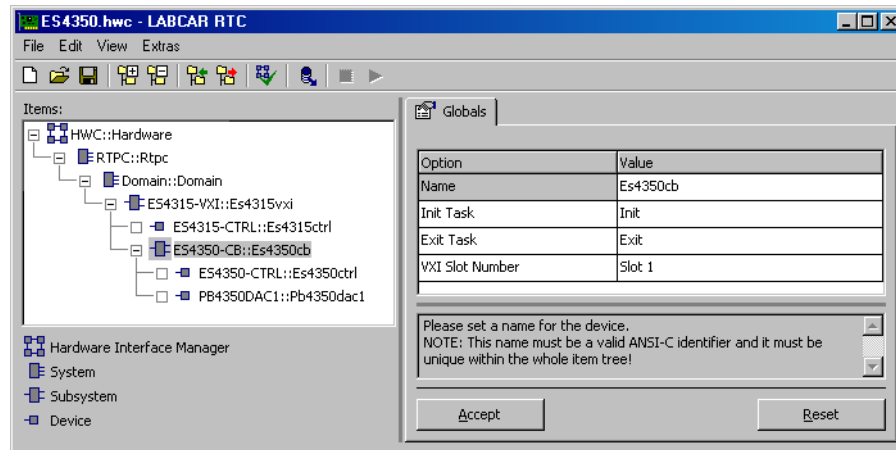 ES4350.hwc - LABCAR RTC
File Edit View Extras
Items:
HWC::Hardware
RTPC::Rtpc
Domain::Domain
ES4315-VXI::Es4315vxi
ES4315-CTRL::Es4315ctrl
ES4350-CB::Es4350cb
ES4350-CTRL::Es4350ctrl
PB4350DAC1::Pb4350dac1
Hardware Interface Manager
System
Subsystem
Device
Globals
Option Value
Name Es4350cb
Init Task Init
Exit Task Exit
VXI Slot Number Slot 1
Please set a name for the device.
NOTE: This name must be a valid ANSI-C identifier and it must be
unique within the whole item tree!
Accept Reset